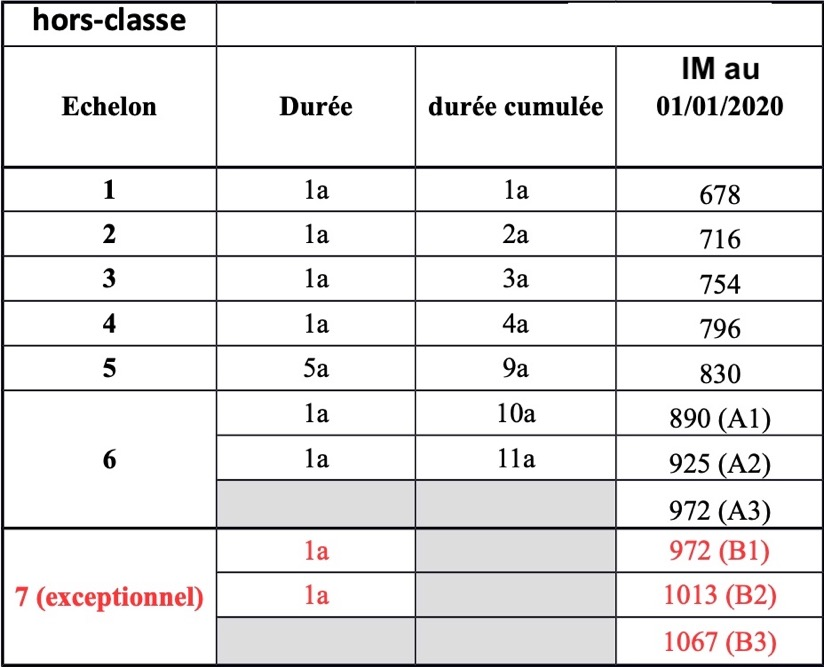 hors-classe
Echelon Durée durée cumulée IM au 01/01/2020
1 1a 1a 678
2 1a 2a 716
3 1a 3a 754
4 1a 4a 796
5 5a 9a 830
6 1a 10a 890 (A1)
1a 11a 925 (A2)
972 (A3)
7 (exceptionnel) 1a 972 (B1)
1a 1013 (B2)
1067 (B3)